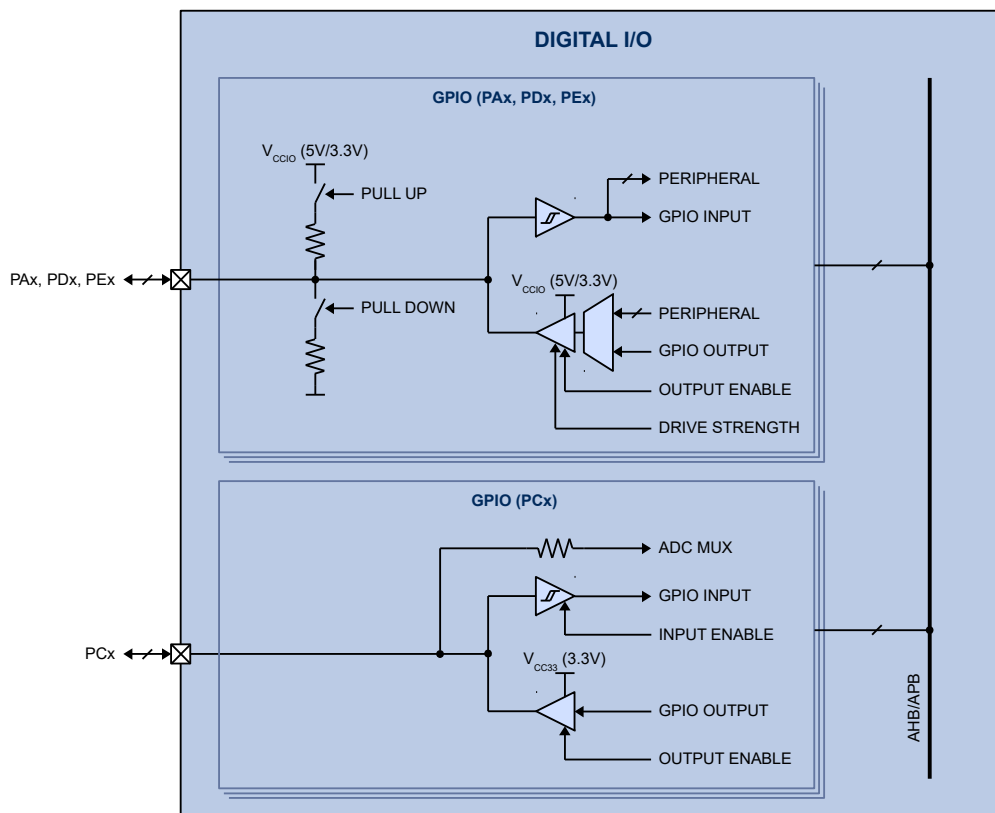 DIGITAL I/O
GPIO (PAx, PDx, PEx)
VCCIO (5V/3.3V)
PULL UP
PERIPHERAL
GPIO INPUT
PAx, PDx, PEx
VCCIO (5V/3.3V)
PULL DOWN
PERIPHERAL
GPIO OUTPUT
OUTPUT ENABLE
DRIVE STRENGTH
GPIO (PCx)
ADC MUX
GPIO INPUT
INPUT ENABLE
PCx
VCC33 (3.3V)
GPIO OUTPUT
OUTPUT ENABLE
AHB/APB